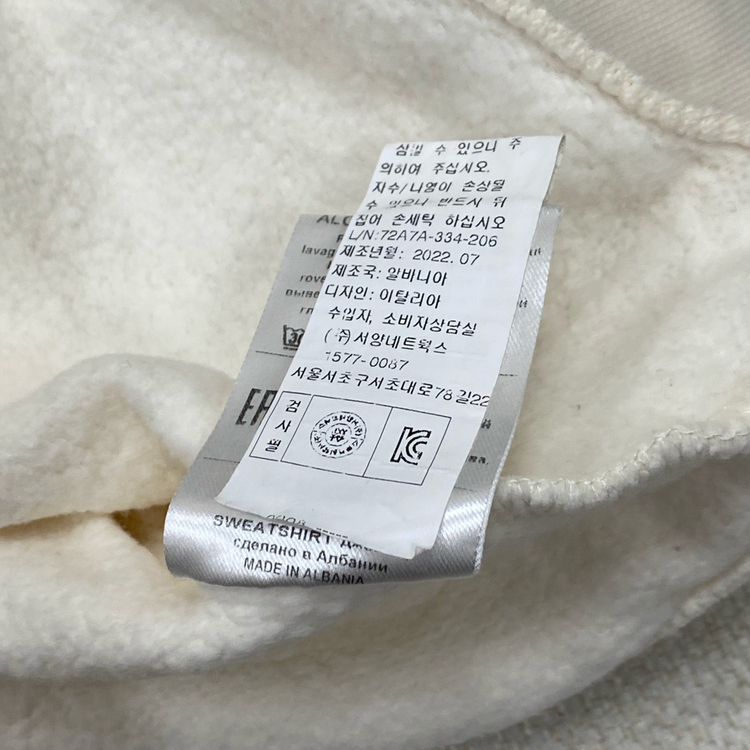 수 있으니 주
의하여 주십시오.
자수/나염이 손상될
수 있으니 반드시 뒤
집어 손세탁 하십시오
L/N:72A7A-334-206
제조년월: 2022.07
제조국: 알바니아
디자인: 이탈리아
수입자, 소비자상담실
(주)서양네트웍스
1577-0087
서울서초구서초대로78길22
검사필
lavag
rove
выве
30
SWEATSHIRT
сделано в Албании
MADE IN ALBANIA